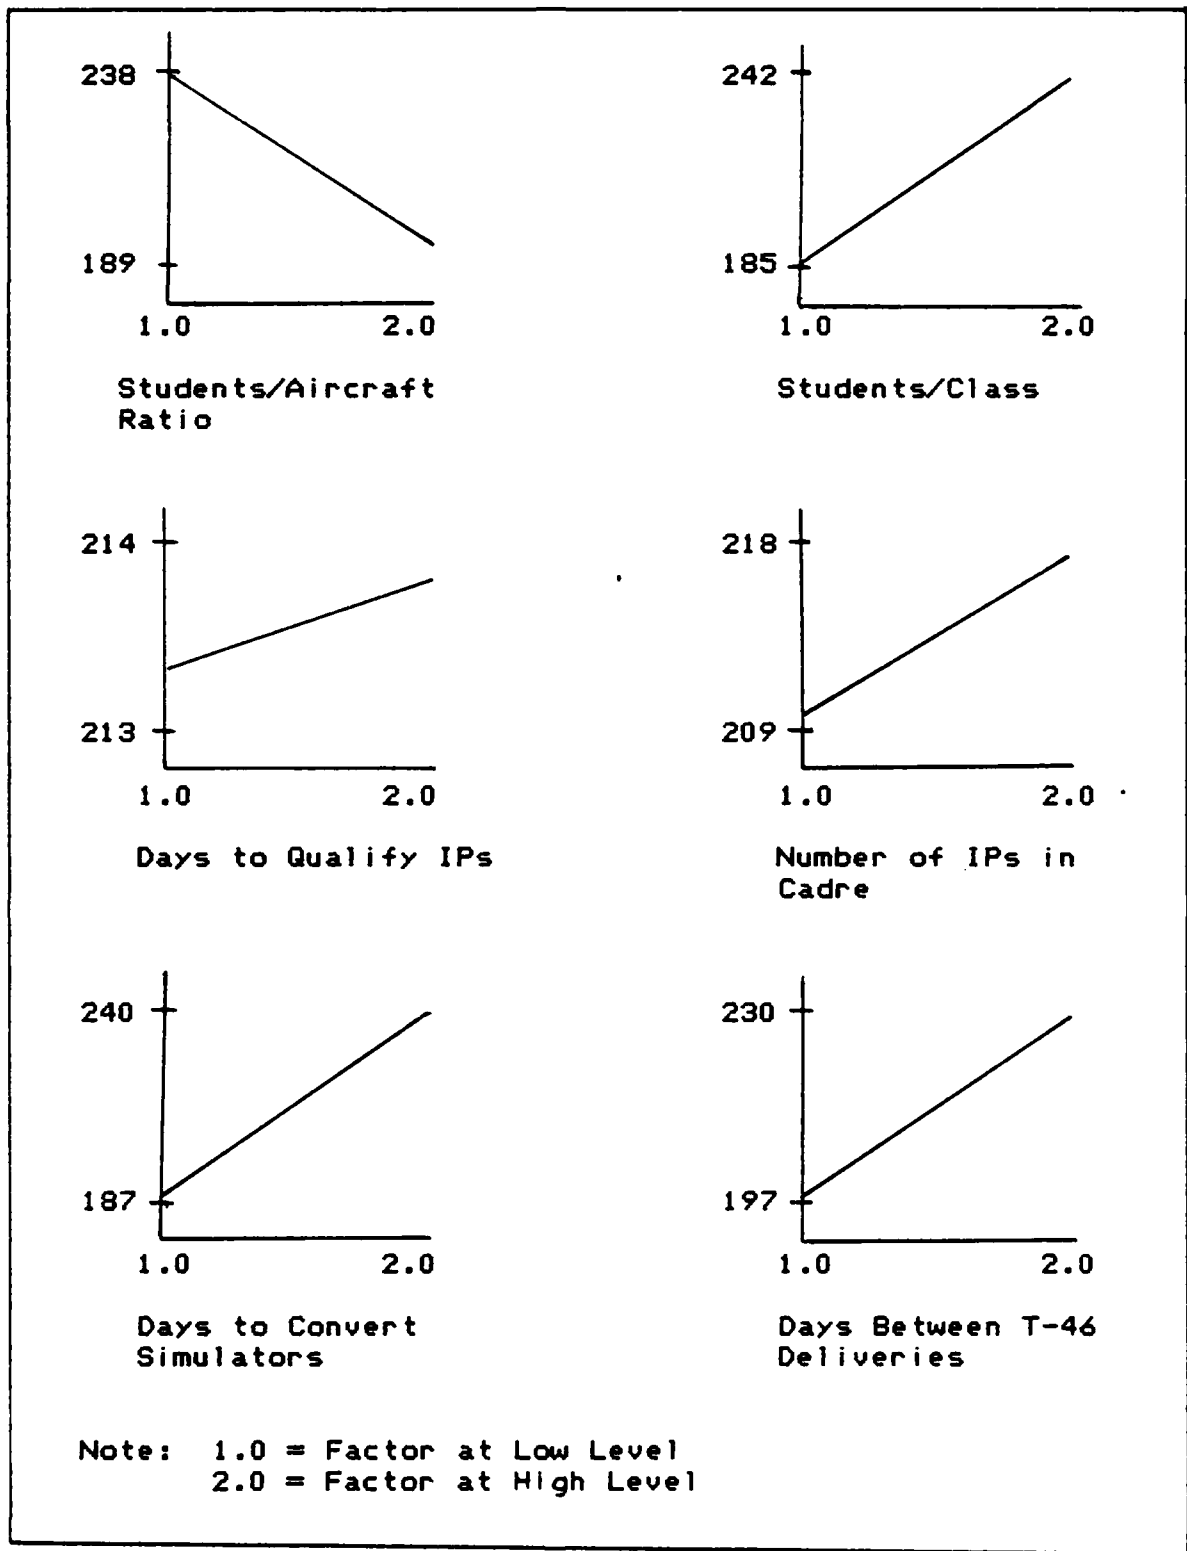 238
189
1.0 2.0
Students/Aircraft
Ratio
242
185
1.0 2.0
Students/Class
214
213
1.0 2.0
Days to Qualify IPs
218
209
1.0 2.0
Number of IPs in
Cadre
240
187
1.0 2.0
Days to Convert
Simulators
230
197
1.0 2.0
Days Between T-46
Deliveries
Note: 1.0 = Factor at Low Level
2.0 = Factor at High Level